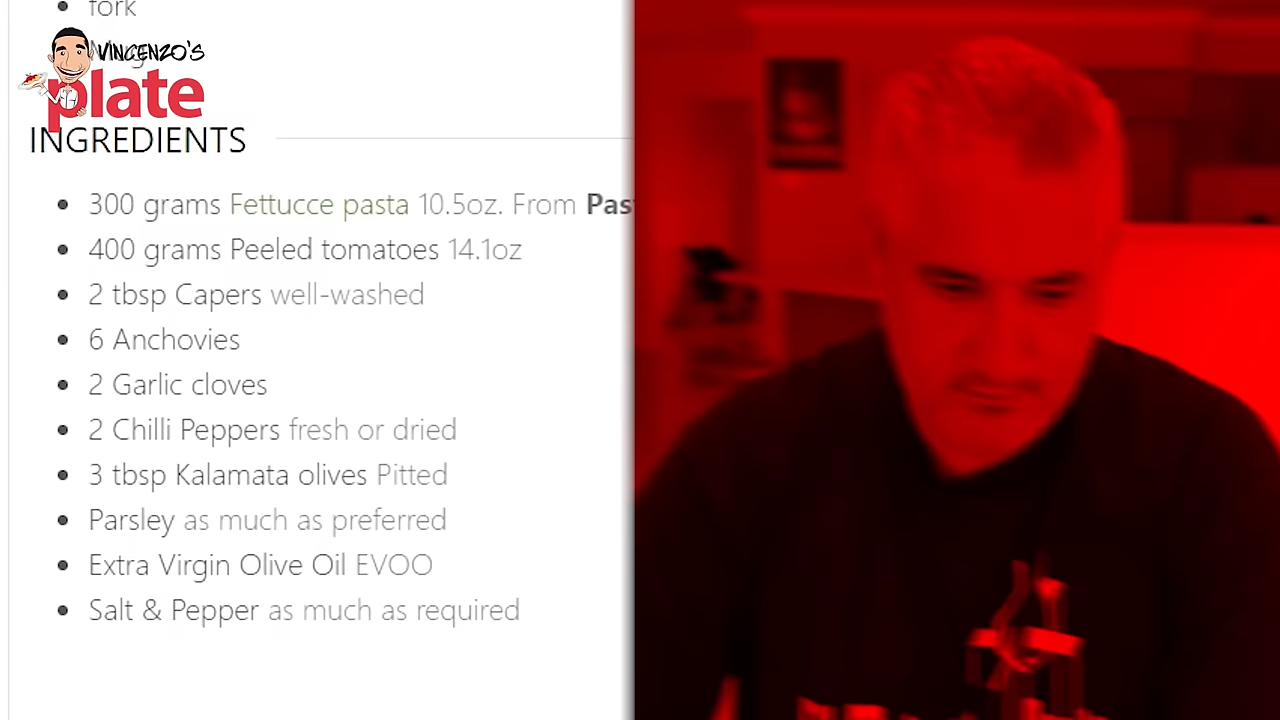 fork
VINCENZO'S
plate
INGREDIENTS
300 grams Fettucce pasta 10.5oz. From
400 grams Peeled tomatoes 14.1oz
2 tbsp Capers well-washed
6 Anchovies
2 Garlic cloves
2 Chilli Peppers fresh or dried
3 tbsp Kalamata olives Pitted
Parsley as much as preferred
Extra Virgin Olive Oil EVOO
Salt & Pepper as much as required